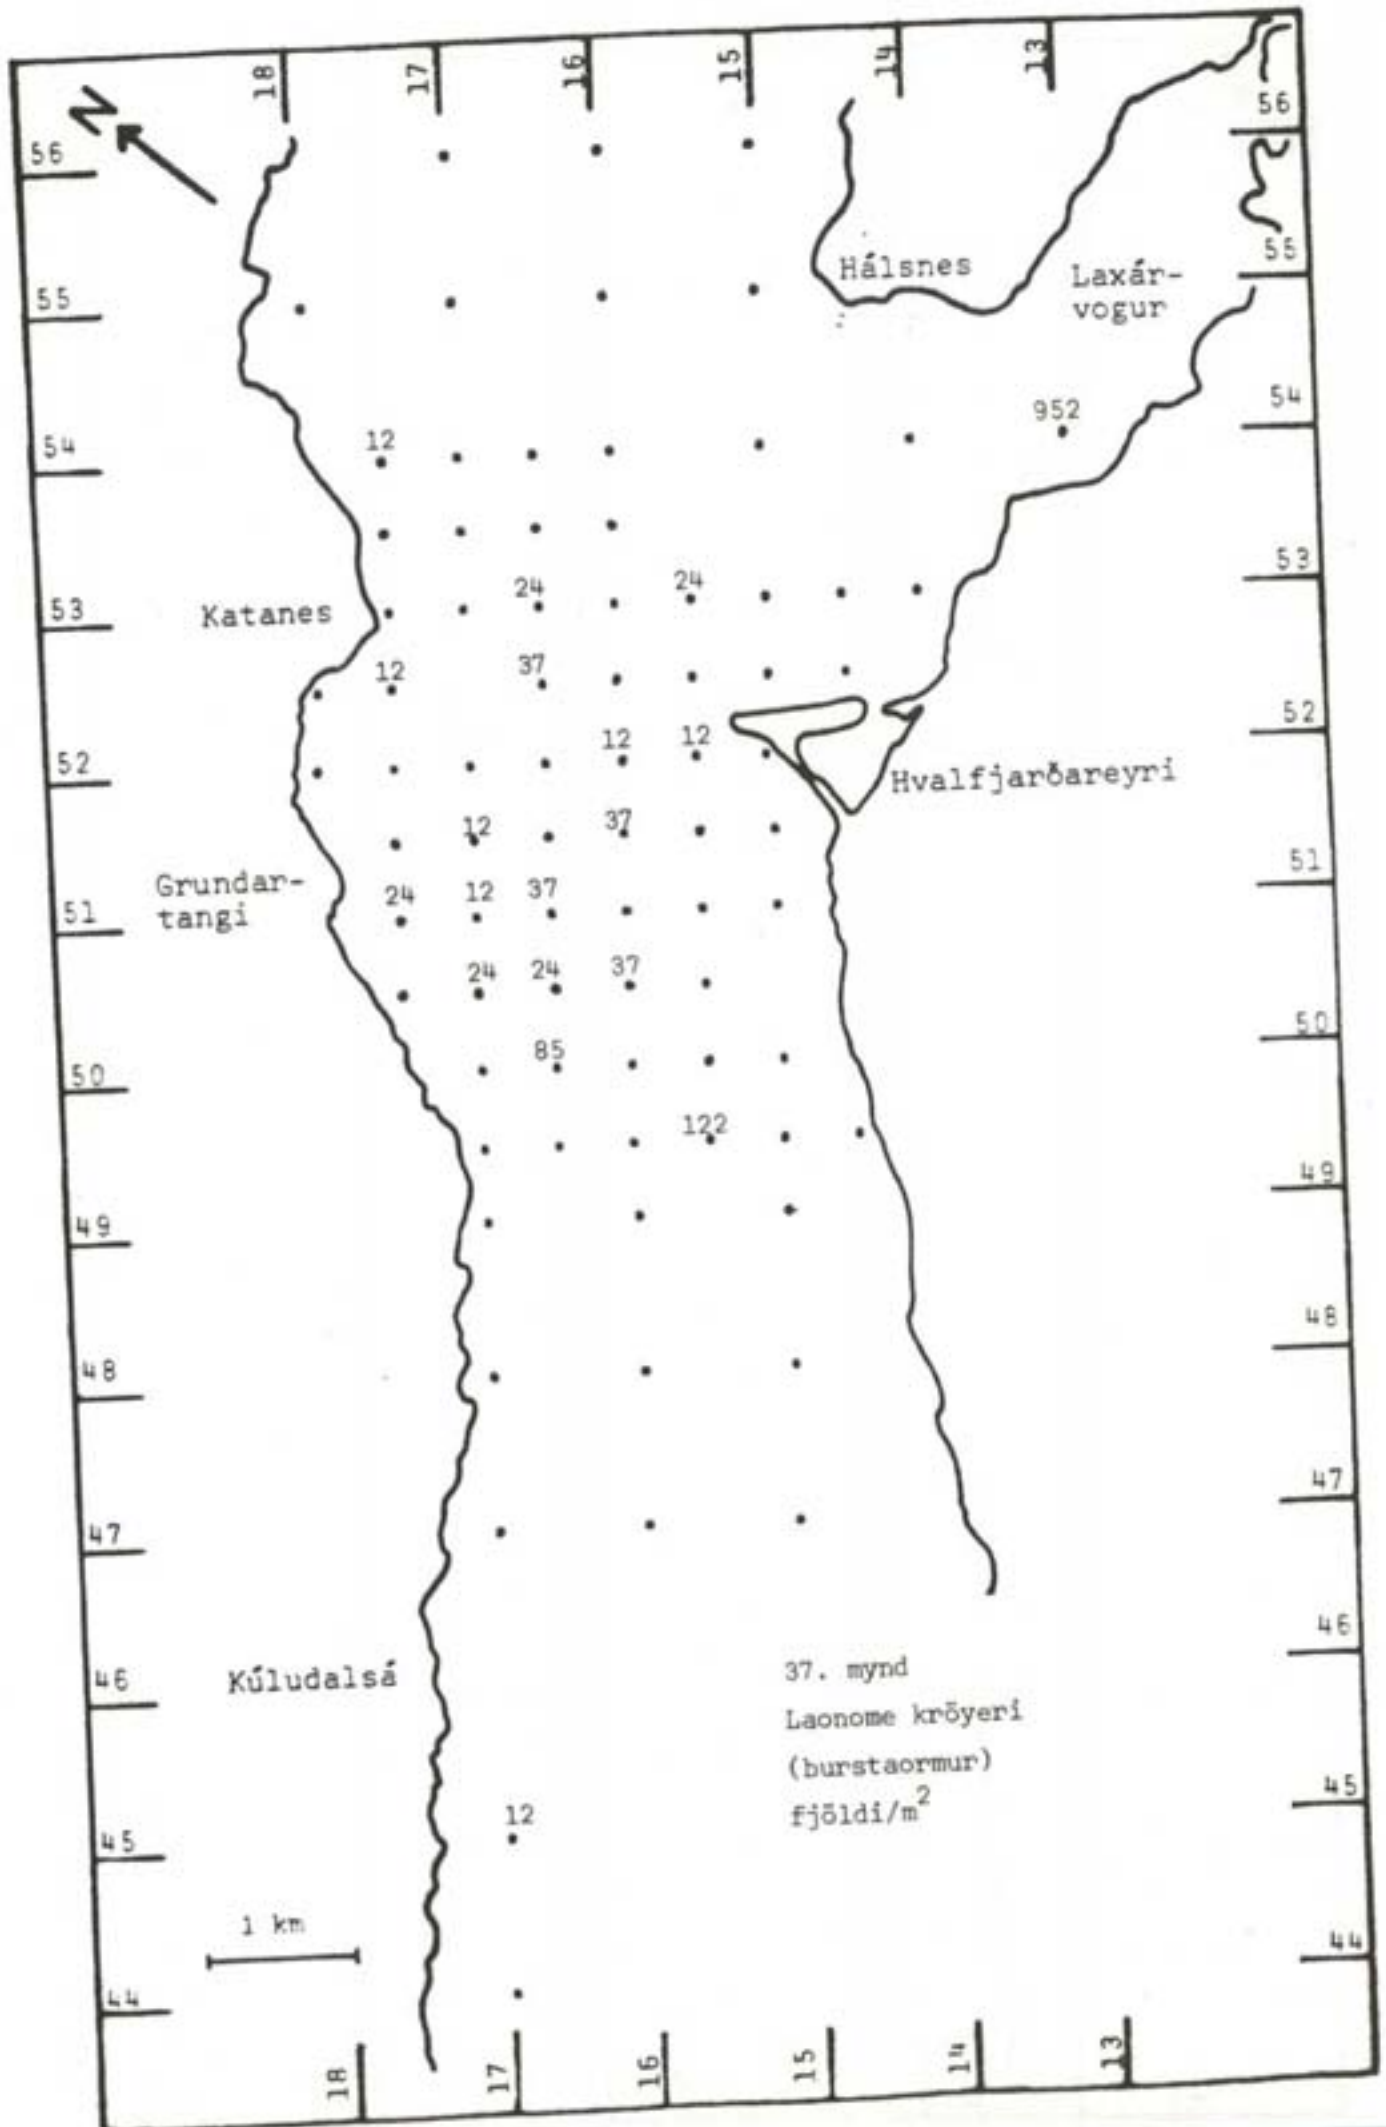 18 17 16 15 14 13
N
56 56
55 55
Hálsnes
Laxár-
vogur
54 54
952
12
53 53
24 24
Katanes
12 37
52 52
12 12
Hvalfjarðareyri
12 37
51 51
Grundar-
tangi
24 12 37
24 24 37
50 50
85
122
49 49
48 48
47 47
46 46
Kúludalsá
37. mynd
Laonome kröyeri
(burstaormur)
fjöldi/m²
45 45
12
1 km
44 44
18 17 16 15 14 13